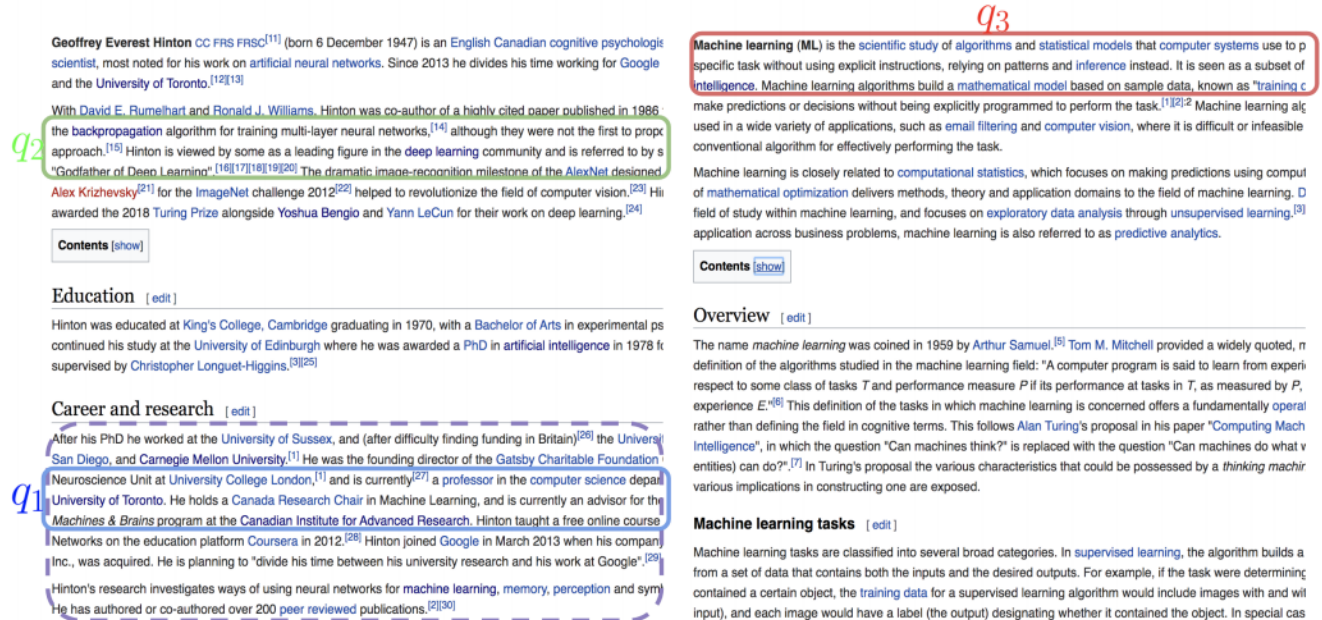 Geoffrey Everest Hinton CC FRS FRSC[11] (born 6 December 1947) is an English Canadian cognitive
scientist, most noted for his work on artificial neural networks. Since 2013 he divides his time working for Google
and the University of Toronto.[12][13]
With David E. Rumelhart and Ronald J. Williams, Hinton was co-author of a highly cited paper published in 1986
q2
the backpropagation algorithm for training multi-layer neural networks,[14] although they were not the first to
approach.[15] Hinton is viewed by some as a leading figure in the deep learning community and is referred to by
"Godfather of Deep Learning".[16][17][18][19][20] The dramatic image-recognition milestone of the AlexNet designed
Alex Krizhevsky[21] for the ImageNet challenge 2012[22] helped to revolutionize the field of computer vision.[23]
awarded the 2018 Turing Prize alongside Yoshua Bengio and Yann LeCun for their work on deep learning.[24]
Contents [show]
Education [ edit ]
Hinton was educated at King's College, Cambridge graduating in 1970, with a Bachelor of Arts in experimental
continued his study at the University of Edinburgh where he was awarded a PhD in artificial intelligence in 1978
supervised by Christopher Longuet-Higgins.[3][25]
Career and research [ edit ]
After his PhD he worked at the University of Sussex, and (after difficulty finding funding in Britain)[26] the
San Diego, and Carnegie Mellon University.[1] He was the founding director of the Gatsby Charitable Foundation
q1
Neuroscience Unit at University College London,[1] and is currently[27] a professor in the computer science
University of Toronto. He holds a Canada Research Chair in Machine Learning, and is currently an advisor for the
Machines & Brains program at the Canadian Institute for Advanced Research. Hinton taught a free online course
Networks on the education platform Coursera in 2012.[28] Hinton joined Google in March 2013 when his company
Inc., was acquired. He is planning to "divide his time between his university research and his work at Google".[29]
Hinton's research investigates ways of using neural networks for machine learning, memory, perception and
He has authored or co-authored over 200 peer reviewed publications.[2][30]
q3
Machine learning (ML) is the scientific study of algorithms and statistical models that computer systems use to
specific task without using explicit instructions, relying on patterns and inference instead. It is seen as a subset of
intelligence. Machine learning algorithms build a mathematical model based on sample data, known as "training
make predictions or decisions without being explicitly programmed to perform the task.[1][2]:2 Machine learning
used in a wide variety of applications, such as email filtering and computer vision, where it is difficult or infeasible
conventional algorithm for effectively performing the task.
Machine learning is closely related to computational statistics, which focuses on making predictions using
of mathematical optimization delivers methods, theory and application domains to the field of machine learning.
field of study within machine learning, and focuses on exploratory data analysis through unsupervised learning.[3]
application across business problems, machine learning is also referred to as predictive analytics.
Contents [show]
Overview [ edit ]
The name machine learning was coined in 1959 by Arthur Samuel.[5] Tom M. Mitchell provided a widely quoted,
definition of the algorithms studied in the machine learning field: "A computer program is said to learn from
respect to some class of tasks T and performance measure P if its performance at tasks in T, as measured by P,
experience E."[6] This definition of the tasks in which machine learning is concerned offers a fundamentally
rather than defining the field in cognitive terms. This follows Alan Turing's proposal in his paper "Computing
Intelligence", in which the question "Can machines think?" is replaced with the question "Can machines do what
entities) can do?".[7] In Turing's proposal the various characteristics that could be possessed by a thinking
various implications in constructing one are exposed.
Machine learning tasks [ edit ]
Machine learning tasks are classified into several broad categories. In supervised learning, the algorithm builds a
from a set of data that contains both the inputs and the desired outputs. For example, if the task were determining
contained a certain object, the training data for a supervised learning algorithm would include images with and
input), and each image would have a label (the output) designating whether it contained the object. In special